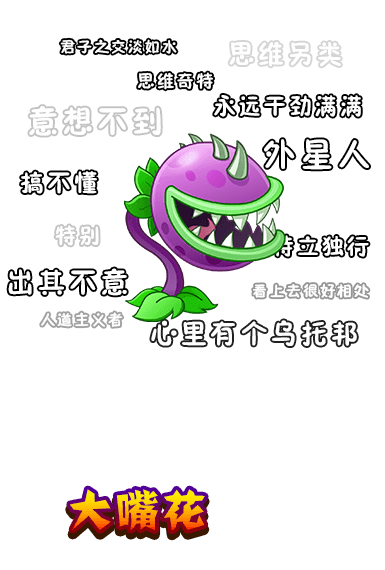 君子之交淡如水
思维另类
思维奇特
永远干劲满满
意想不到
外星人
搞不懂
特别
特立独行
出其不意
看上去很好相处
人道主义者
心里有个乌托邦
大嘴花